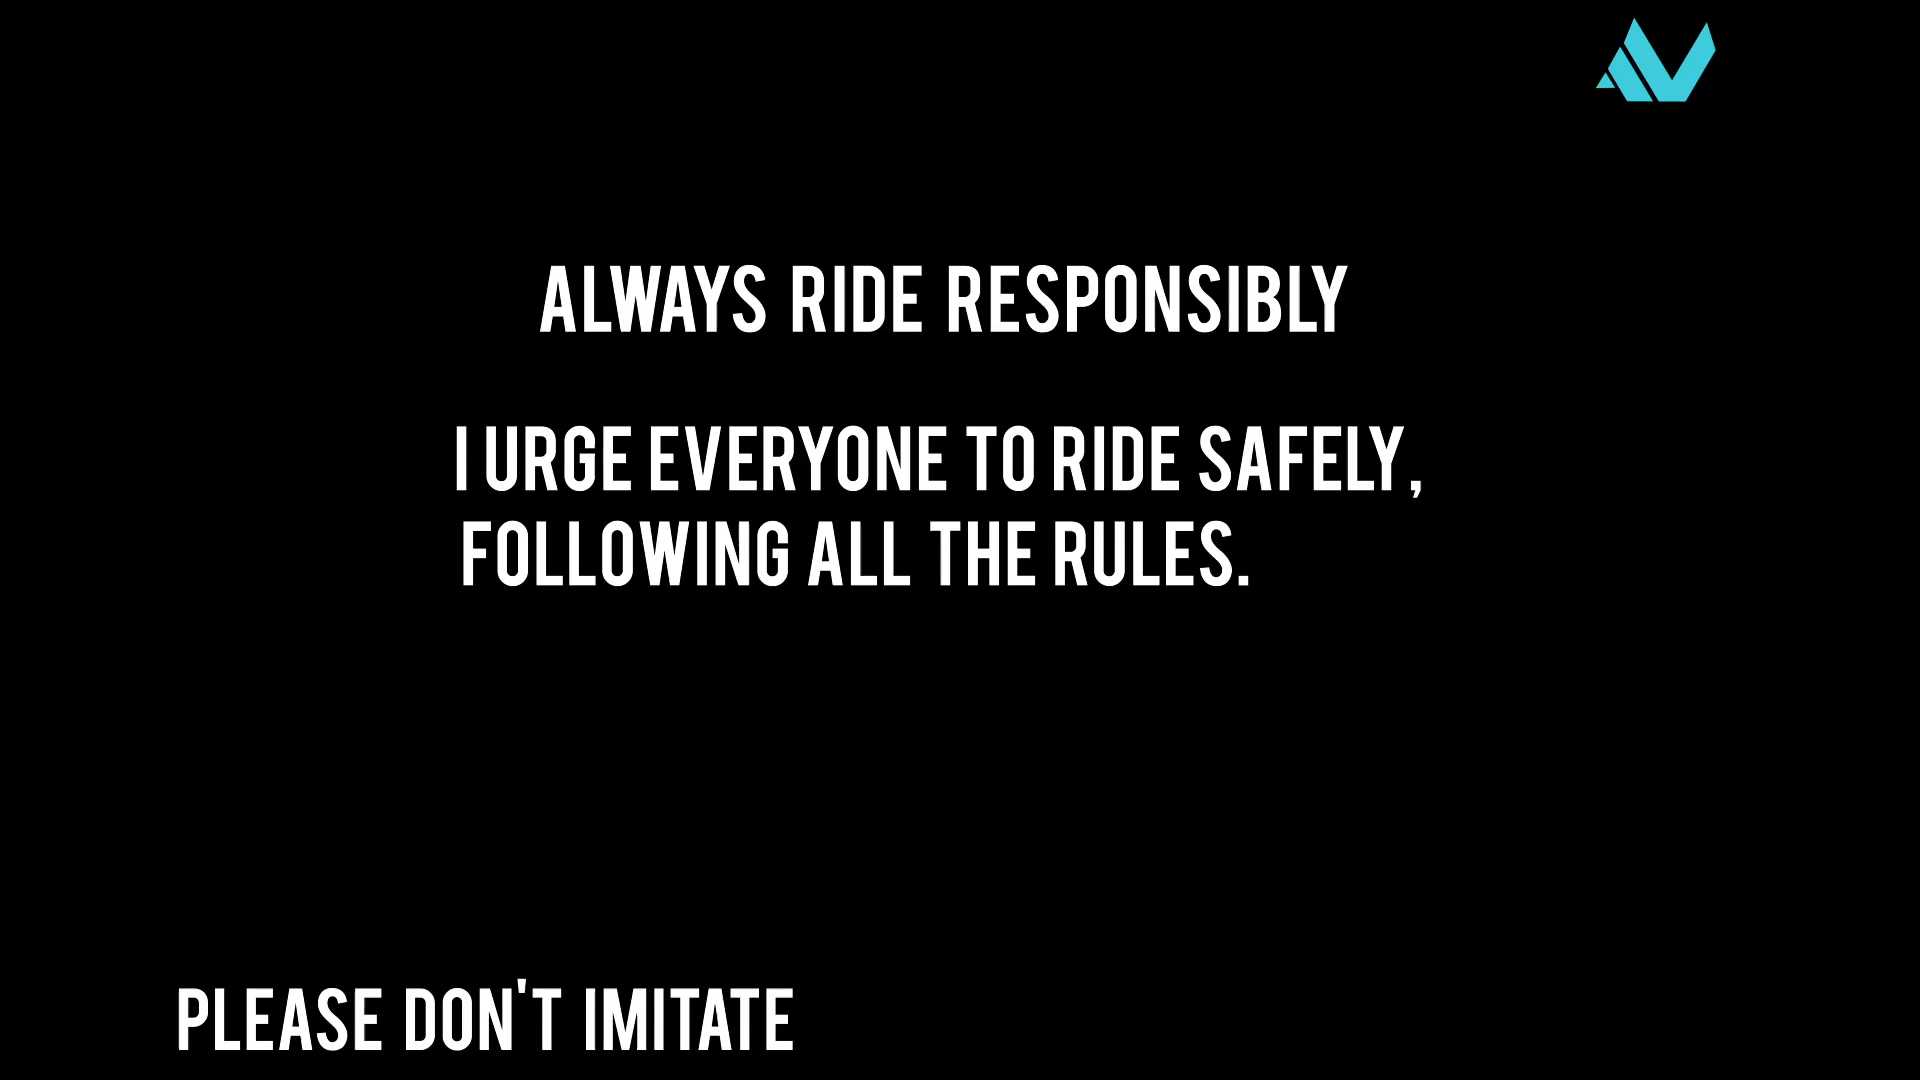 ALWAYS RIDE RESPONSIBLY
I URGE EVERYONE TO RIDE SAFELY,
FOLLOWING ALL THE RULES.
PLEASE DON'T IMITATE